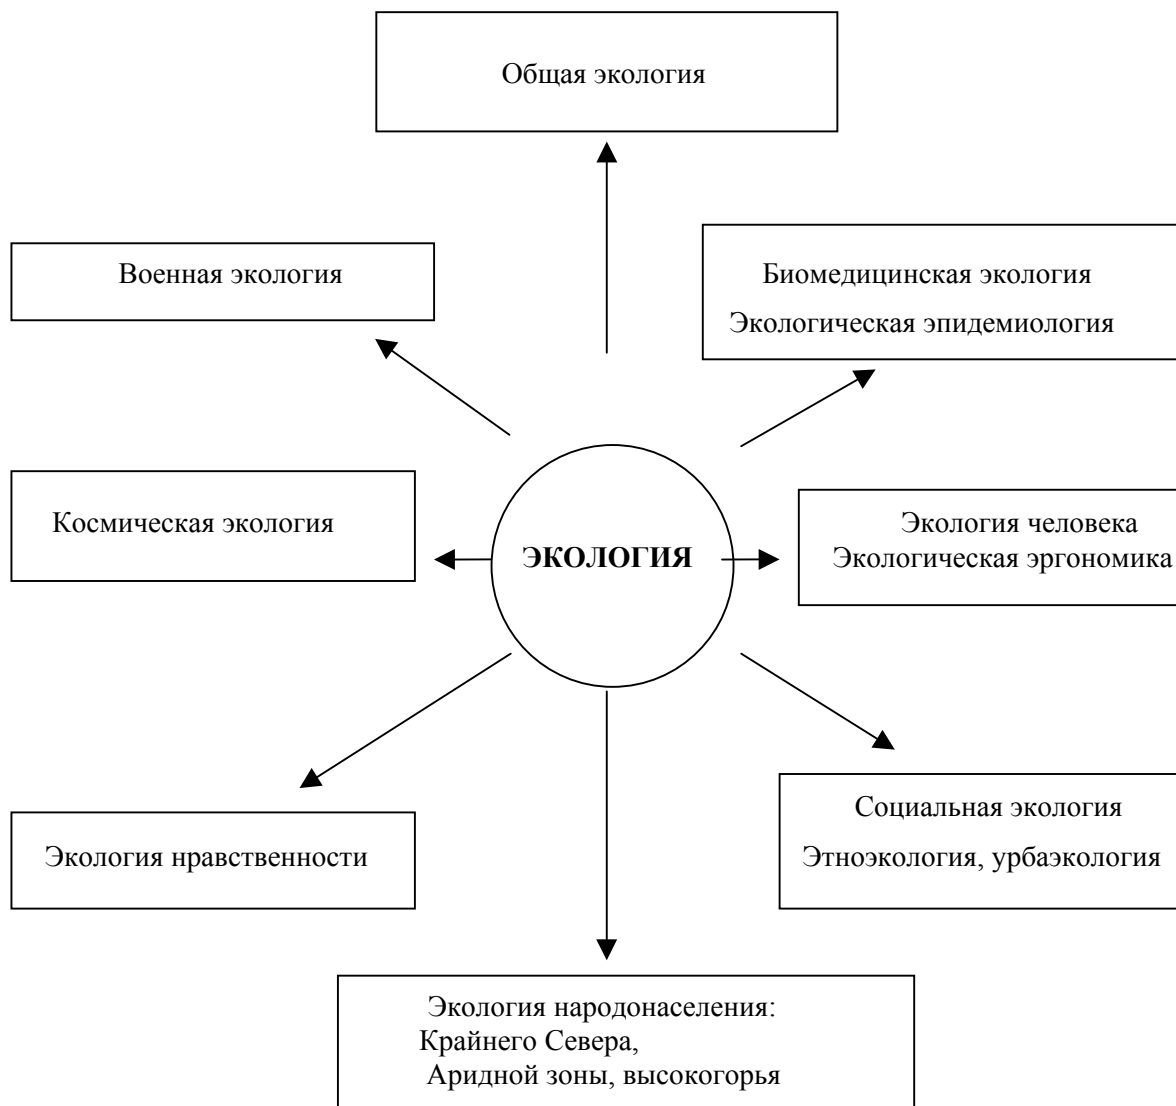 Общая экология
Военная экология
Биомедицинская экология
Экологическая эпидемиология
Космическая экология
ЭКОЛОГИЯ
Экология человека
Экологическая эргономика
Экология нравственности
Социальная экология
Этноэкология, урбаэкология
Экология народонаселения:
Крайнего Севера,
Аридной зоны, высокогорья